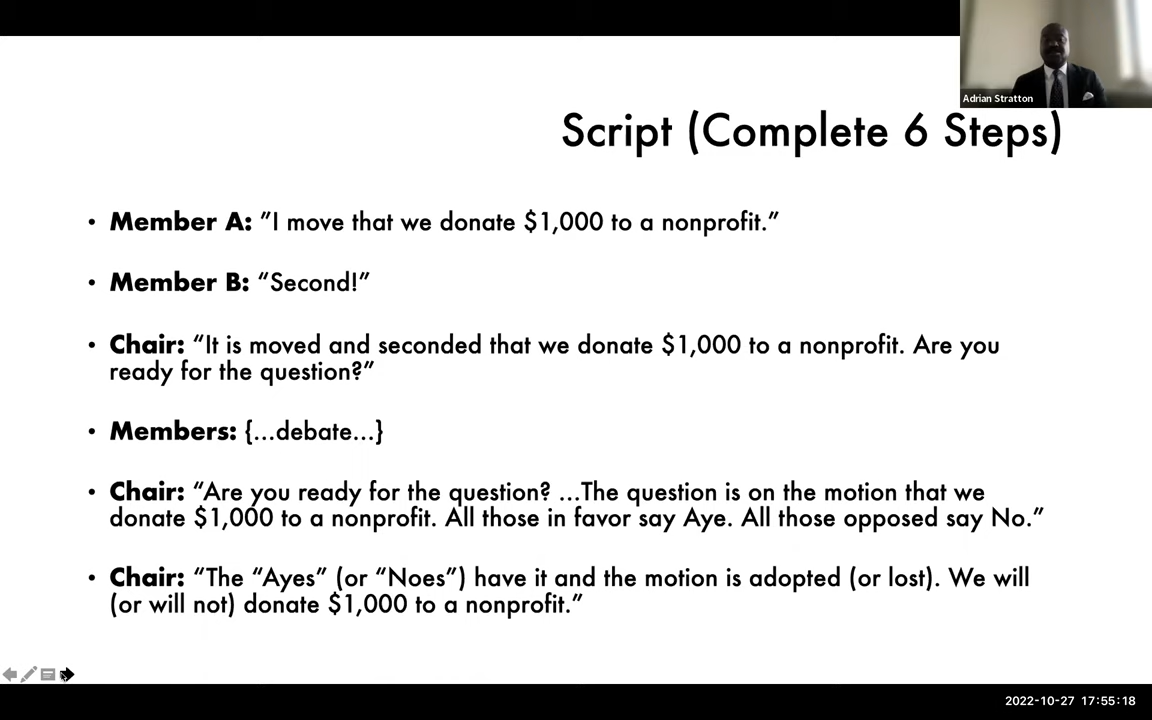 Adrian Stratton
Script (Complete 6 Steps)
• Member A: ”I move that we donate $1,000 to a nonprofit.”
• Member B: “Second!”
• Chair: “It is moved and seconded that we donate $1,000 to a nonprofit. Are you
ready for the question?”
• Members: {...debate...}
• Chair: “Are you ready for the question? ...The question is on the motion that we
donate $1,000 to a nonprofit. All those in favor say Aye. All those opposed say No.”
• Chair: “The “Ayes” (or “Noes”) have it and the motion is adopted (or lost). We will
(or will not) donate $1,000 to a nonprofit.”
2022-10-27 17:55:18